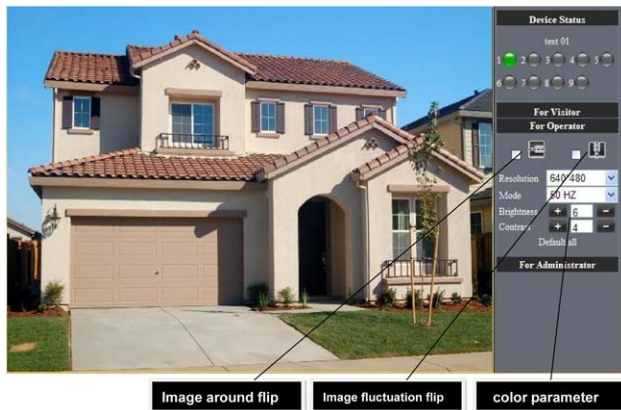 Device Status
test 01
1 2 3 4 5
6 7 8 9
For Visitor
For Operator
Resolution 640*480
Mode 60 HZ
Brightness + 6 -
Contrast + 4 -
Default all
For Administrator
Image around flip
Image fluctuation flip
color parameter